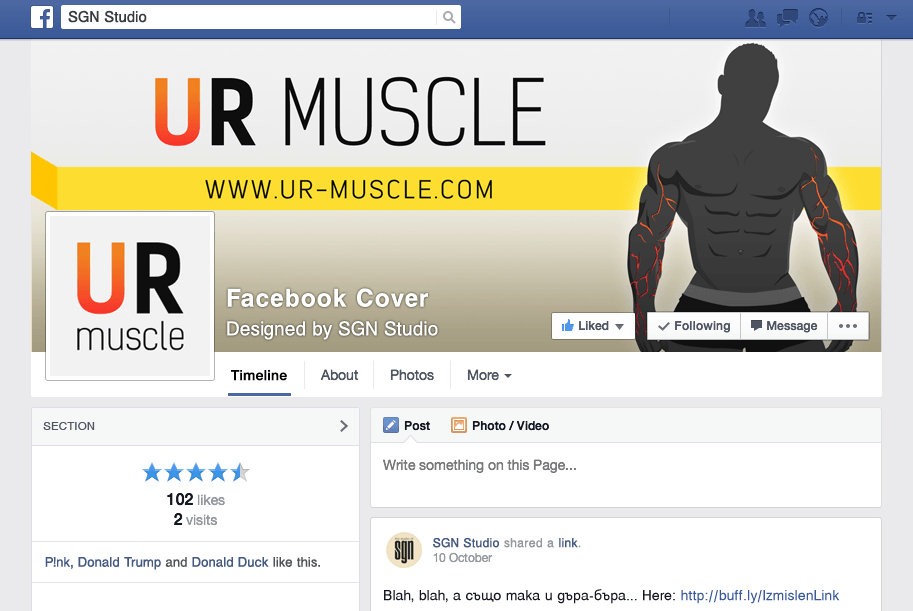 SGN Studio
UR MUSCLE
WWW.UR-MUSCLE.COM
UR
muscle
Facebook Cover
Designed by SGN Studio
Liked
Following
Message
Timeline
About
Photos
More
SECTION
102 likes
2 visits
P!nk, Donald Trump and Donald Duck like this.
Post
Photo / Video
Write something on this Page...
sgn
SGN Studio shared a link.
10 October
Blah, blah, а също така и дъра-бъра... Here: http://buff.ly/IzmislenLink